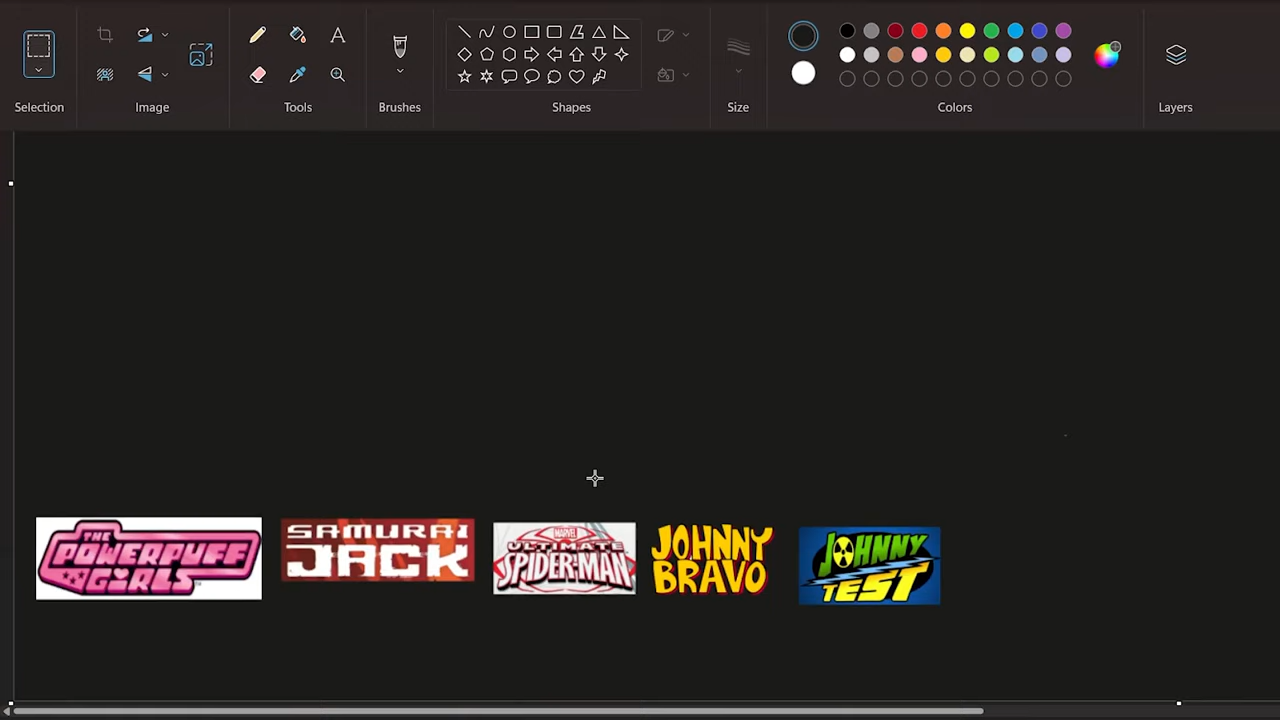 Selection
Image
Tools
Brushes
Shapes
Size
Colors
Layers
THE
POWERPUFF
GIRLS
SAMURAI
JACK
MARVEL
ULTIMATE
SPIDER-MAN
JOHNNY
BRAVO
JOHNNY
TEST